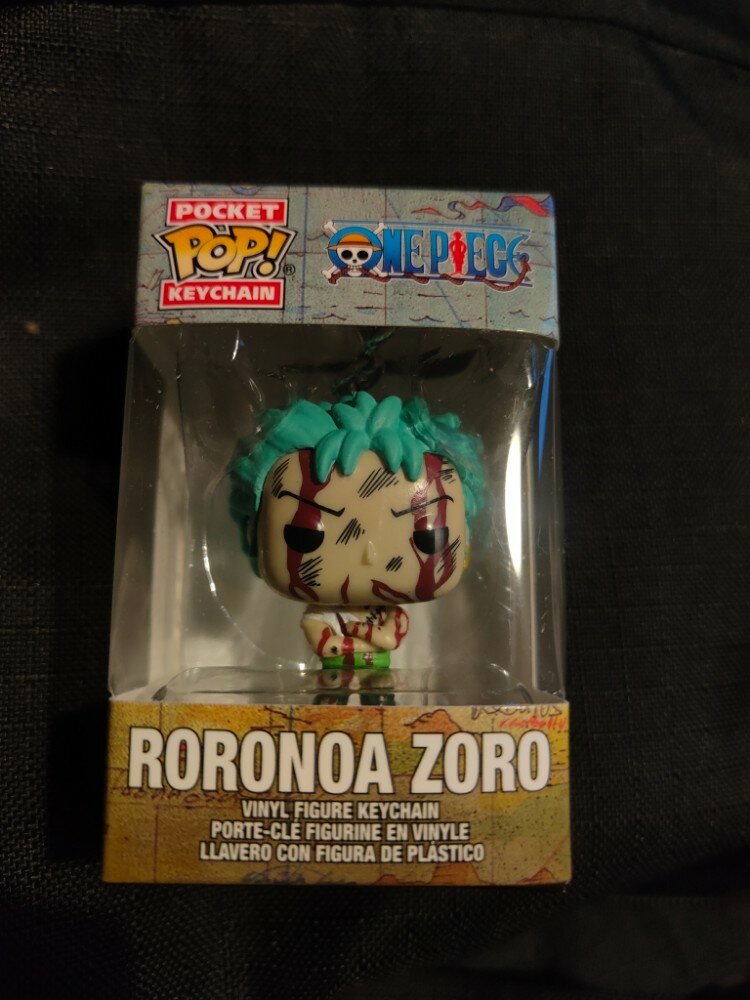 POCKET
POP!®
KEYCHAIN
ONE PIECE
RORONOA ZORO
VINYL FIGURE KEYCHAIN
PORTE-CLÉ FIGURINE EN VINYLE
LLAVERO CON FIGURA DE PLÁSTICO